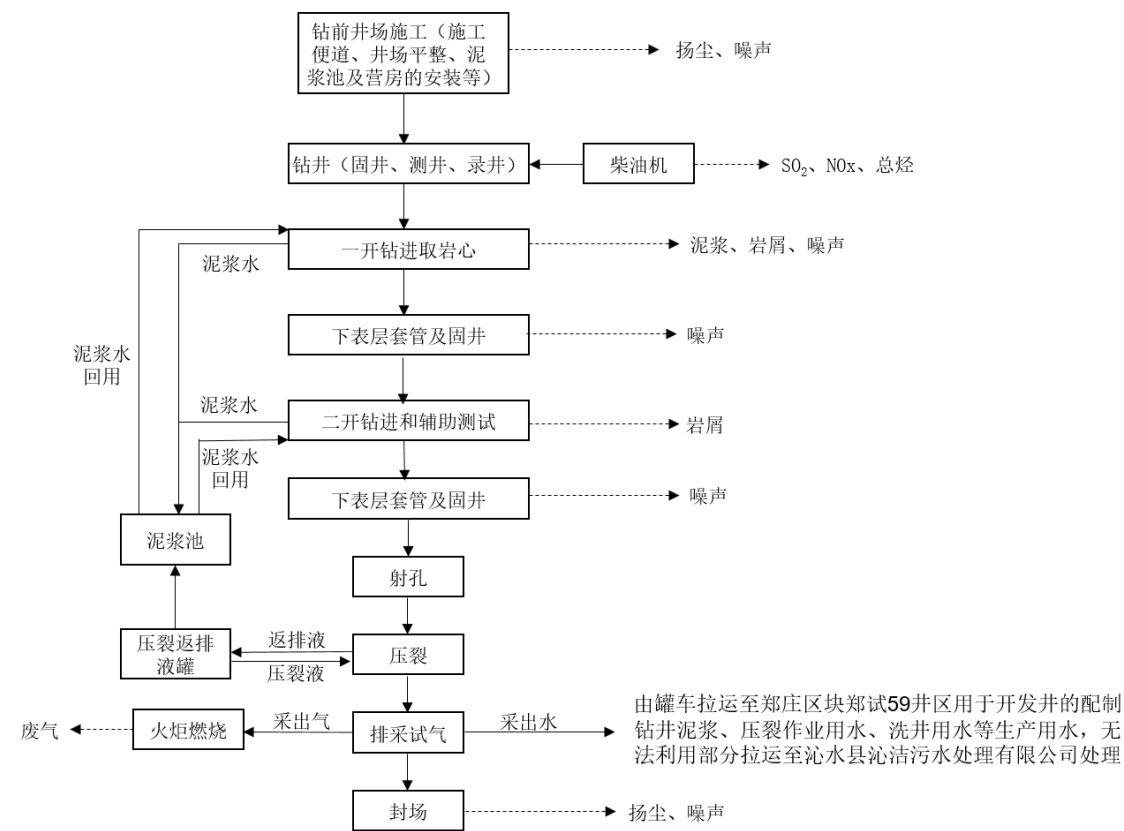 钻前井场施工（施工
便道、井场平整、泥
浆池及营房的安装等）
扬尘、噪声
钻井（固井、测井、录井）
柴油机
SO₂、NOx、总烃
一开钻进取岩心
泥浆、岩屑、噪声
泥浆水
下表层套管及固井
噪声
泥浆水
回用
泥浆水
二开钻进和辅助测试
岩屑
泥浆水
回用
下表层套管及固井
噪声
泥浆池
射孔
压裂返排
液罐
返排液
压裂液
压裂
废气
火炬燃烧
采出气
排采试气
采出水
由罐车拉运至郑庄区块郑试59井区用于开发井的配制
钻井泥浆、压裂作业用水、洗井用水等生产用水，无
法利用部分拉运至沁水县沁洁污水处理有限公司处理
封场
扬尘、噪声